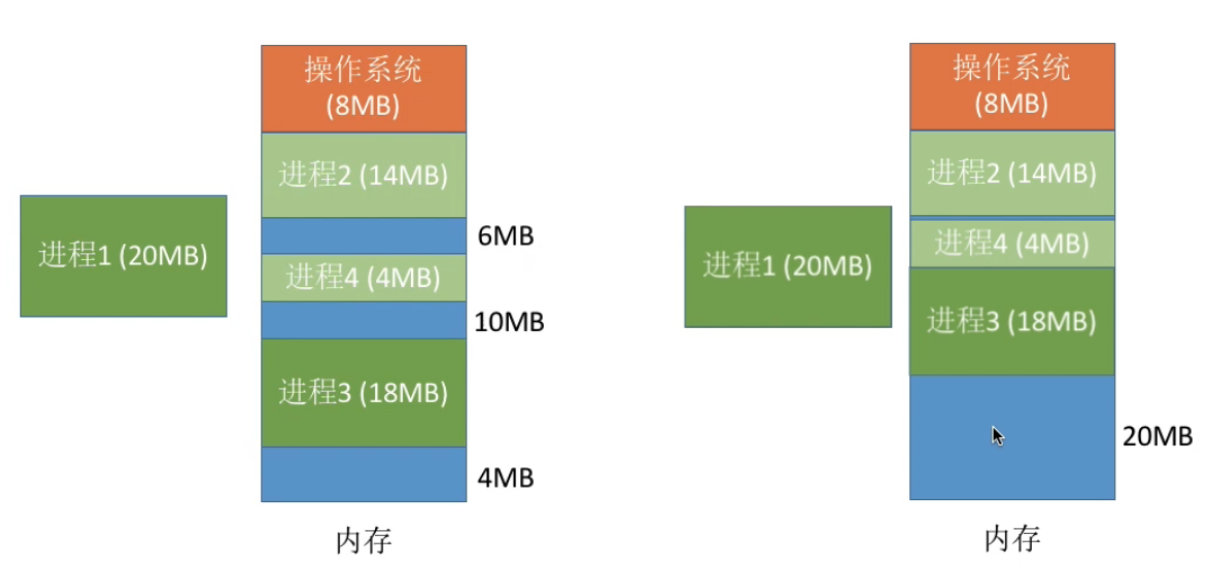 进程1 (20MB)
操作系统
(8MB)
进程2 (14MB)
6MB
进程4 (4MB)
10MB
进程3 (18MB)
4MB
内存
进程1 (20MB)
操作系统
(8MB)
进程2 (14MB)
进程4 (4MB)
进程3 (18MB)
20MB
内存